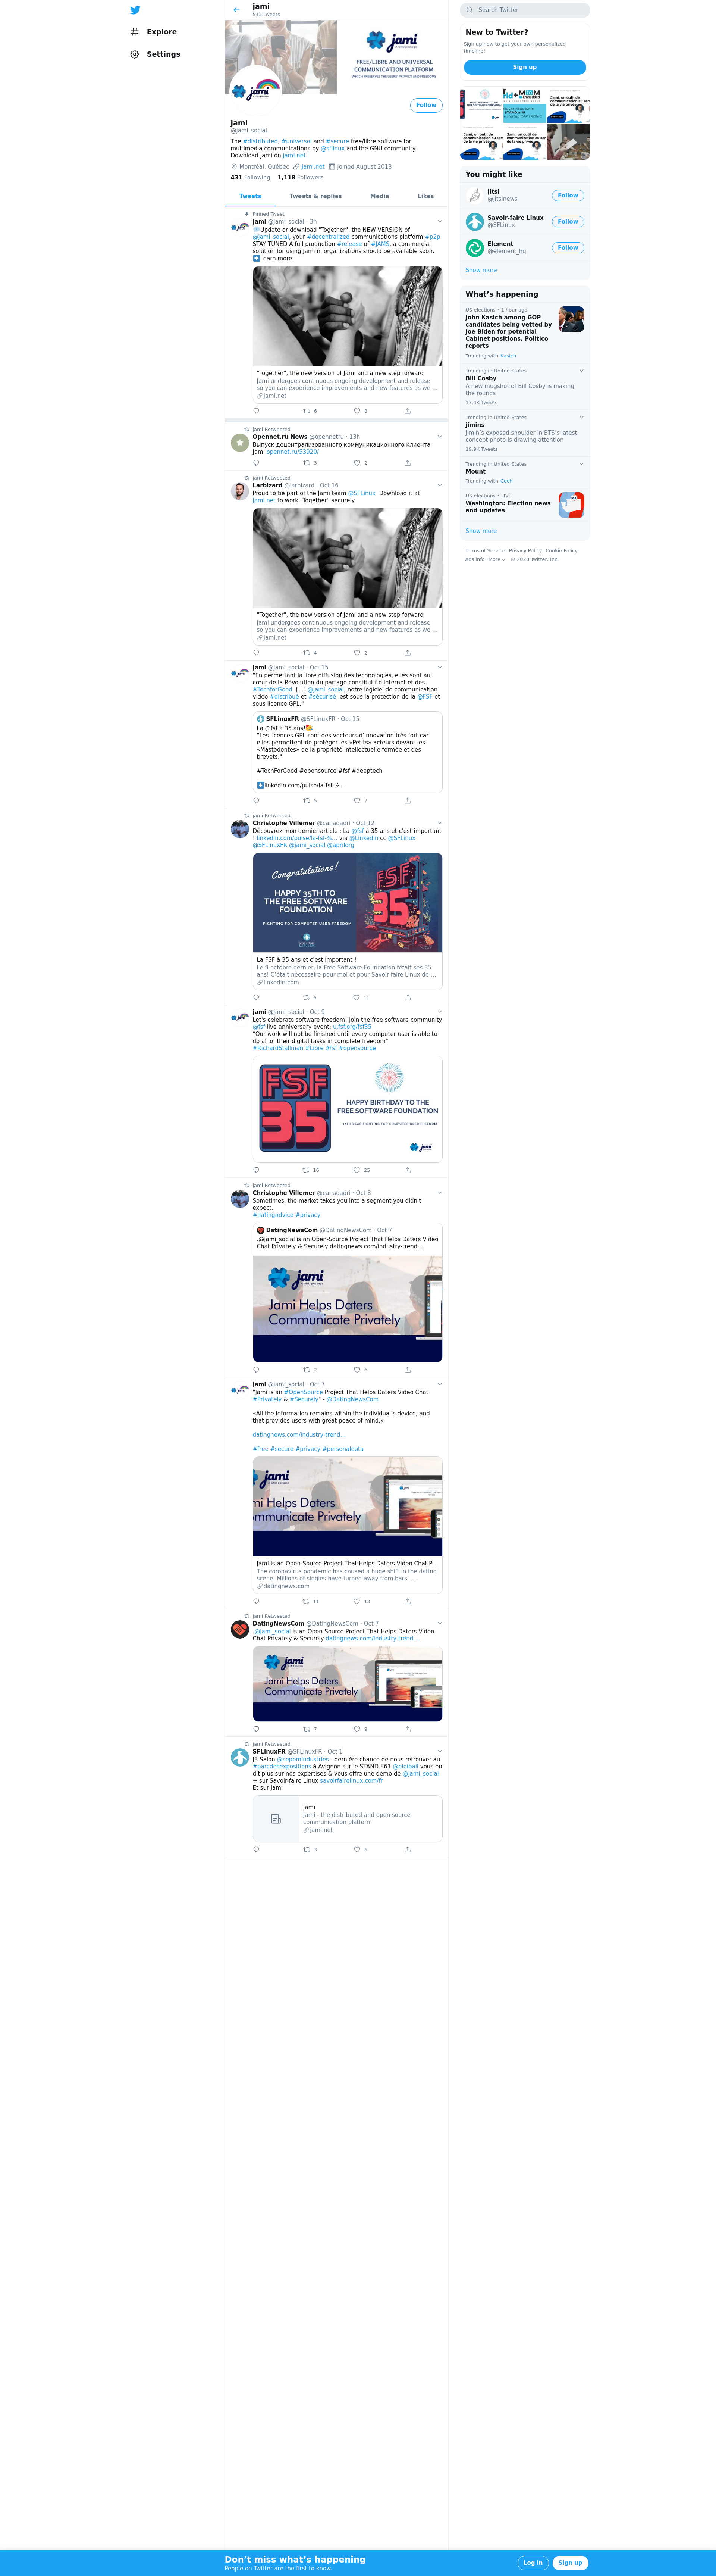 Explore
Settings
jami
513 Tweets
jami
FREE/LIBRE AND UNIVERSAL
COMMUNICATION PLATFORM
WHICH PRESERVES THE USERS' PRIVACY AND FREEDOMS
jami
Follow
jami
@jami_social
The #distributed, #universal and #secure free/libre software for
multimedia communications by @sflinux and the GNU community.
Download Jami on jami.net!
Montréal, Québec jami.net Joined August 2018
431 Following 1,118 Followers
Tweets Tweets & replies Media Likes
Pinned Tweet
jami @jami_social · 3h
Update or download "Together", the NEW VERSION of
@jami_social, your #decentralized communications platform.#p2p
STAY TUNED A full production #release of #JAMS, a commercial
solution for using Jami in organizations should be available soon.
➡Learn more:
"Together", the new version of Jami and a new step forward
Jami undergoes continuous ongoing development and release,
so you can experience improvements and new features as we ...
jami.net
6 8
jami Retweeted
Opennet.ru News @opennetru · 13h
Выпуск децентрализованного коммуникационного клиента
Jami opennet.ru/53920/
3 2
jami Retweeted
Larbizard @larbizard · Oct 16
Proud to be part of the Jami team @SFLinux Download it at
jami.net to work "Together" securely
"Together", the new version of Jami and a new step forward
Jami undergoes continuous ongoing development and release,
so you can experience improvements and new features as we ...
jami.net
4 2
jami @jami_social · Oct 15
"En permettant la libre diffusion des technologies, elles sont au
cœur de la Révolution du partage constitutif d'Internet et des
#TechforGood. [...] @jami_social, notre logiciel de communication
vidéo #distribué et #sécurisé, est sous la protection de la @FSF et
sous licence GPL."
SFLinuxFR @SFLinuxFR · Oct 15
La @fsf a 35 ans!
"Les licences GPL sont des vecteurs d'innovation très fort car
elles permettent de protéger les «Petits» acteurs devant les
«Mastodontes» de la propriété intellectuelle fermée et des
brevets."
#TechForGood #opensource #fsf #deeptech
➡linkedin.com/pulse/la-fsf-%...
5 7
jami Retweeted
Christophe Villemer @canadadri · Oct 12
Découvrez mon dernier article : La @fsf à 35 ans et c'est important
! linkedin.com/pulse/la-fsf-%... via @LinkedIn cc @SFLinux
@SFLinuxFR @jami_social @aprilorg
Congratulations!
HAPPY 35TH TO
THE FREE SOFTWARE
FOUNDATION
FIGHTING FOR COMPUTER USER FREEDOM
FSF
35
La FSF à 35 ans et c'est important !
Le 9 octobre dernier, la Free Software Foundation fêtait ses 35
ans! C'était nécessaire pour moi et pour Savoir-faire Linux de ...
linkedin.com
6 11
jami @jami_social · Oct 9
Let's celebrate software freedom! Join the free software community
@fsf live anniversary event: u.fsf.org/fsf35
"Our work will not be finished until every computer user is able to
do all of their digital tasks in complete freedom"
#RichardStallman #Libre #fsf #opensource
FSF
35
HAPPY BIRTHDAY TO THE
FREE SOFTWARE FOUNDATION
35TH YEAR FIGHTING FOR COMPUTER USER FREEDOM
jami
16 25
jami Retweeted
Christophe Villemer @canadadri · Oct 8
Sometimes, the market takes you into a segment you didn't
expect.
#datingadvice #privacy
DatingNewsCom @DatingNewsCom · Oct 7
.@jami_social is an Open-Source Project That Helps Daters Video
Chat Privately & Securely datingnews.com/industry-trend...
jami
Jami Helps Daters
Communicate Privately
2 6
jami @jami_social · Oct 7
"Jami is an #OpenSource Project That Helps Daters Video Chat
#Privately & #Securely" - @DatingNewsCom
«All the information remains within the individual's device, and
that provides users with great peace of mind.»
datingnews.com/industry-trend...
#free #secure #privacy #personaldata
jami
mi Helps Daters
mmunicate Privately
Jami is an Open-Source Project That Helps Daters Video Chat P...
The coronavirus pandemic has caused a huge shift in the dating
scene. Millions of singles have turned away from bars, ...
datingnews.com
11 13
jami Retweeted
DatingNewsCom @DatingNewsCom · Oct 7
.@jami_social is an Open-Source Project That Helps Daters Video
Chat Privately & Securely datingnews.com/industry-trend...
jami
Jami Helps Daters
Communicate Privately
7 9
jami Retweeted
SFLinuxFR @SFLinuxFR · Oct 1
J3 Salon @sepemindustries - dernière chance de nous retrouver au
#parcdesexpositions à Avignon sur le STAND E61 @eloiball vous en
dit plus sur nos expertises & vous offre une démo de @jami_social
+ sur Savoir-faire Linux savoirfairelinux.com/fr
Et sur jami
Jami
Jami - the distributed and open source
communication platform
jami.net
3 6
Search Twitter
New to Twitter?
Sign up now to get your own personalized
timeline!
Sign up
You might like
Jitsi
@jitsinews
Follow
Savoir-faire Linux
@SFLinux
Follow
Element
@element_hq
Follow
Show more
What's happening
US elections · 1 hour ago
John Kasich among GOP
candidates being vetted by
Joe Biden for potential
Cabinet positions, Politico
reports
Trending with Kasich
Trending in United States
Bill Cosby
A new mugshot of Bill Cosby is making
the rounds
17.4K Tweets
Trending in United States
Jimins
Jimin's exposed shoulder in BTS's latest
concept photo is drawing attention
19.9K Tweets
Trending in United States
Mount
Trending with Cech
US elections · LIVE
Washington: Election news
and updates
Show more
Terms of Service Privacy Policy Cookie Policy
Ads info More © 2020 Twitter, Inc.
Don't miss what's happening
People on Twitter are the first to know.
Log in Sign up